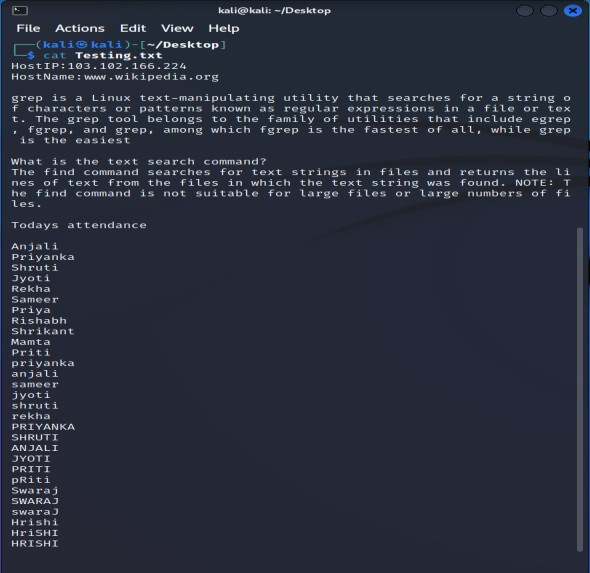 kali@kali: ~/Desktop
File Actions Edit View Help
(kali㉿kali)-[~/Desktop]
$ cat Testing.txt
HostIP:103.102.166.224
HostName:www.wikipedia.org
grep is a Linux text-manipulating utility that searches for a string o
f characters or patterns known as regular expressions in a file or tex
t. The grep tool belongs to the family of utilities that include egrep
, fgrep, and grep, among which fgrep is the fastest of all, while grep
is the easiest
What is the text search command?
The find command searches for text strings in files and returns the li
nes of text from the files in which the text string was found. NOTE: T
he find command is not suitable for large files or large numbers of fi
les.
Todays attendance
Anjali
Priyanka
Shruti
Jyoti
Rekha
Sameer
Priya
Rishabh
Shrikant
Mamta
Priti
priyanka
anjali
sameer
jyoti
shruti
rekha
PRIYANKA
SHRUTI
ANJALI
JYOTI
PRITI
pRiti
Swaraj
SWARAJ
swaraJ
Hrishi
HriSHI
HRISHI